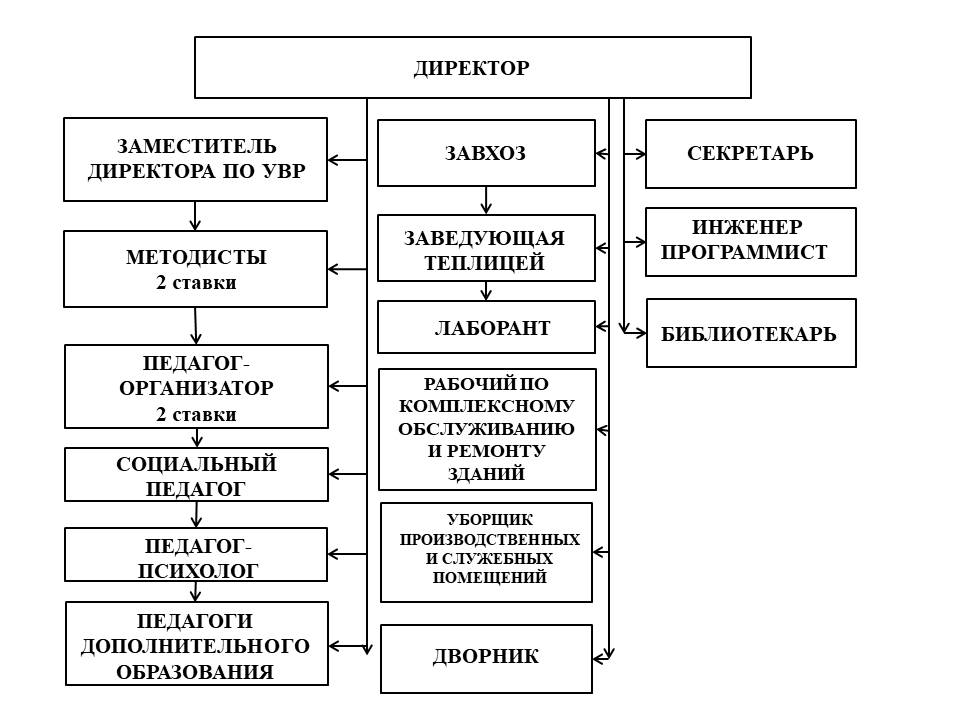 ДИРЕКТОР
ЗАМЕСТИТЕЛЬ
ДИРЕКТОРА ПО УВР
МЕТОДИСТЫ
2 ставки
ПЕДАГОГ-
ОРГАНИЗАТОР
2 ставки
СОЦИАЛЬНЫЙ
ПЕДАГОГ
ПЕДАГОГ-
ПСИХОЛОГ
ПЕДАГОГИ
ДОПОЛНИТЕЛЬНОГО
ОБРАЗОВАНИЯ
ЗАВХОЗ
ЗАВЕДУЮЩАЯ
ТЕПЛИЦЕЙ
ЛАБОРАНТ
РАБОЧИЙ ПО
КОМПЛЕКСНОМУ
ОБСЛУЖИВАНИЮ
И РЕМОНТУ
ЗДАНИЙ
УБОРЩИК
ПРОИЗВОДСТВЕННЫХ
И СЛУЖЕБНЫХ
ПОМЕЩЕНИЙ
ДВОРНИК
СЕКРЕТАРЬ
ИНЖЕНЕР
ПРОГРАММИСТ
БИБЛИОТЕКАРЬ